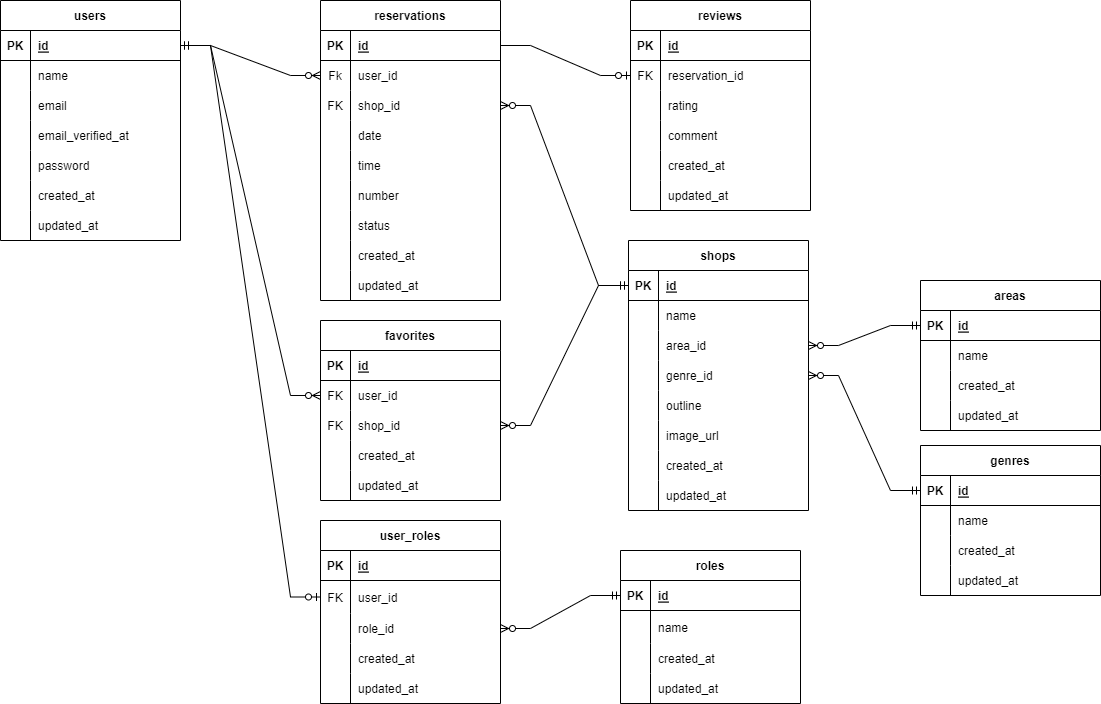 users
PK id
name
email
email_verified_at
password
created_at
updated_at
reservations
PK id
Fk user_id
FK shop_id
date
time
number
status
created_at
updated_at
reviews
PK id
FK reservation_id
rating
comment
created_at
updated_at
favorites
PK id
FK user_id
FK shop_id
created_at
updated_at
shops
PK id
name
area_id
genre_id
outline
image_url
created_at
updated_at
areas
PK id
name
created_at
updated_at
genres
PK id
name
created_at
updated_at
user_roles
PK id
FK user_id
role_id
created_at
updated_at
roles
PK id
name
created_at
updated_at